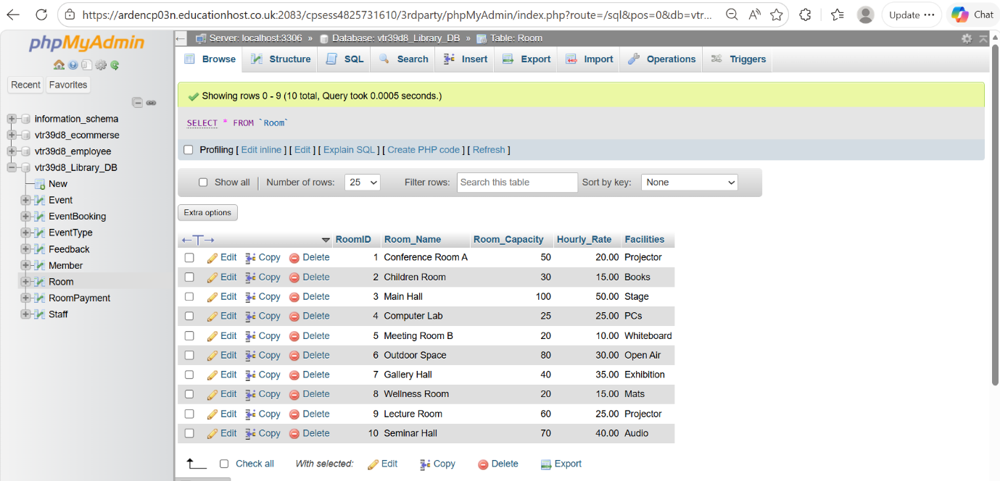 https://ardencp03n.educationhost.co.uk:2083/cpsess4825731610/3rdparty/phpMyAdmin/index.php?route=/sql&pos=0&db=vtr... Update Chat
phpMyAdmin
Recent Favorites
information_schema
vtr39d8_ecommerse
vtr39d8_employee
vtr39d8_Library_DB
New
Event
EventBooking
EventType
Feedback
Member
Room
RoomPayment
Staff
Server: localhost:3306 » Database: vtr39d8_Library_DB » Table: Room
Browse Structure SQL Search Insert Export Import Operations Triggers
Showing rows 0 - 9 (10 total, Query took 0.0005 seconds.)
SELECT * FROM `Room`
Profiling [ Edit inline ] [ Edit ] [ Explain SQL ] [ Create PHP code ] [ Refresh ]
Show all Number of rows: 25 Filter rows: Search this table Sort by key: None
Extra options
←T→ RoomID Room_Name Room_Capacity Hourly_Rate Facilities
Edit Copy Delete 1 Conference Room A 50 20.00 Projector
Edit Copy Delete 2 Children Room 30 15.00 Books
Edit Copy Delete 3 Main Hall 100 50.00 Stage
Edit Copy Delete 4 Computer Lab 25 25.00 PCs
Edit Copy Delete 5 Meeting Room B 20 10.00 Whiteboard
Edit Copy Delete 6 Outdoor Space 80 30.00 Open Air
Edit Copy Delete 7 Gallery Hall 40 35.00 Exhibition
Edit Copy Delete 8 Wellness Room 20 15.00 Mats
Edit Copy Delete 9 Lecture Room 60 25.00 Projector
Edit Copy Delete 10 Seminar Hall 70 40.00 Audio
Check all With selected: Edit Copy Delete Export